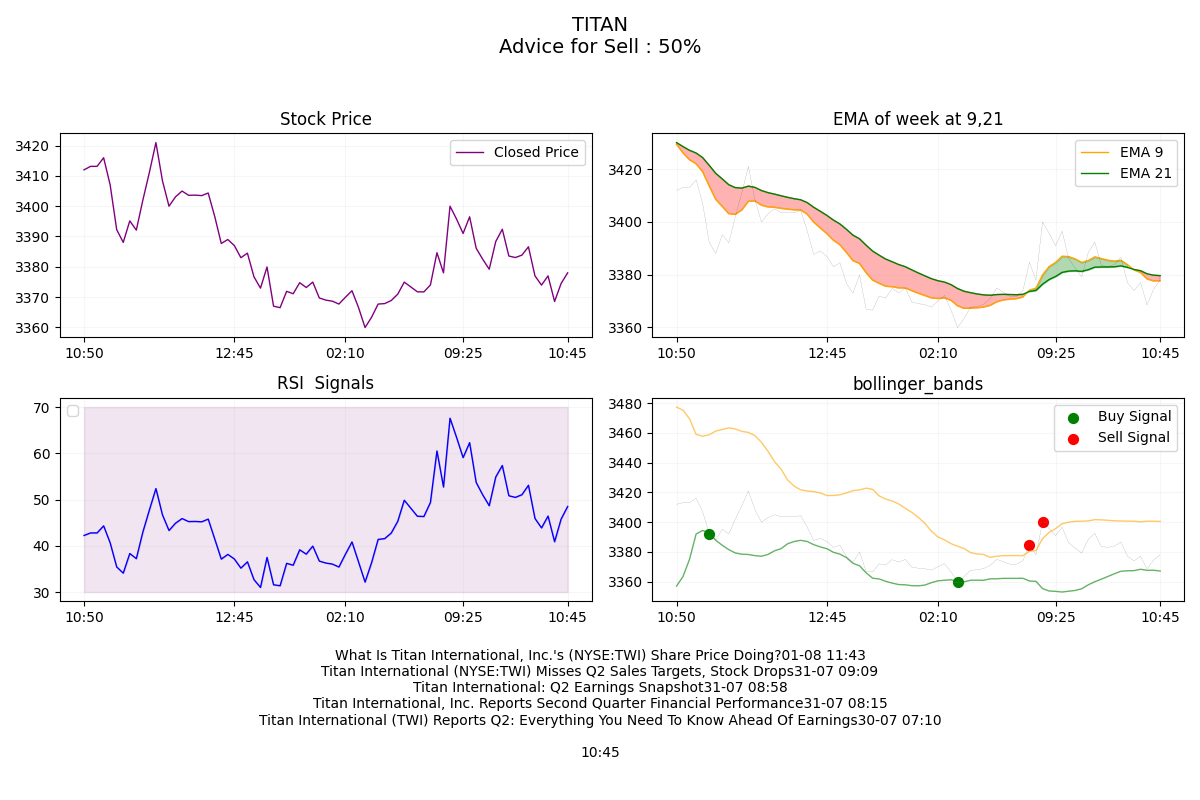 TITAN
Advice for Sell : 50%
Stock Price
3420
3410
3400
3390
3380
3370
3360
Closed Price
10:50
12:45
02:10
09:25
10:45
EMA of week at 9,21
3420
3400
3380
3360
EMA 9
EMA 21
10:50
12:45
02:10
09:25
10:45
RSI  Signals
70
60
50
40
30
10:50
12:45
02:10
09:25
10:45
bollinger_bands
3480
3460
3440
3420
3400
3380
3360
Buy Signal
Sell Signal
10:50
12:45
02:10
09:25
10:45
What Is Titan International, Inc.'s (NYSE:TWI) Share Price Doing?01-08 11:43
Titan International (NYSE:TWI) Misses Q2 Sales Targets, Stock Drops31-07 09:09
Titan International: Q2 Earnings Snapshot31-07 08:58
Titan International, Inc. Reports Second Quarter Financial Performance31-07 08:15
Titan International (TWI) Reports Q2: Everything You Need To Know Ahead Of Earnings30-07 07:10
10:45